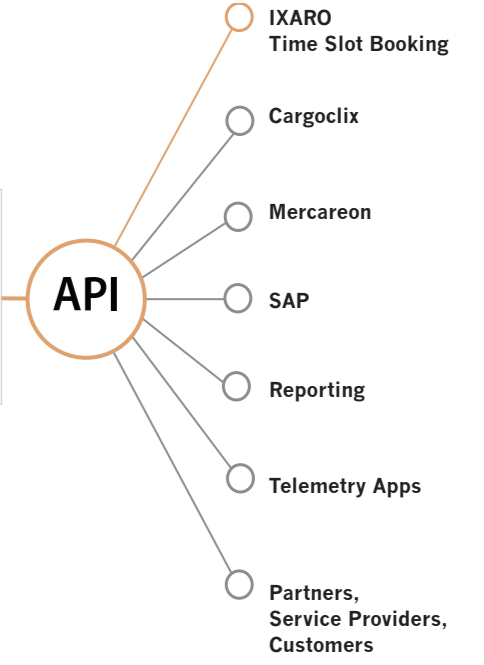 IXARO
Time Slot Booking
Cargoclix
Mercareon
API
SAP
Reporting
Telemetry Apps
Partners,
Service Providers,
Customers